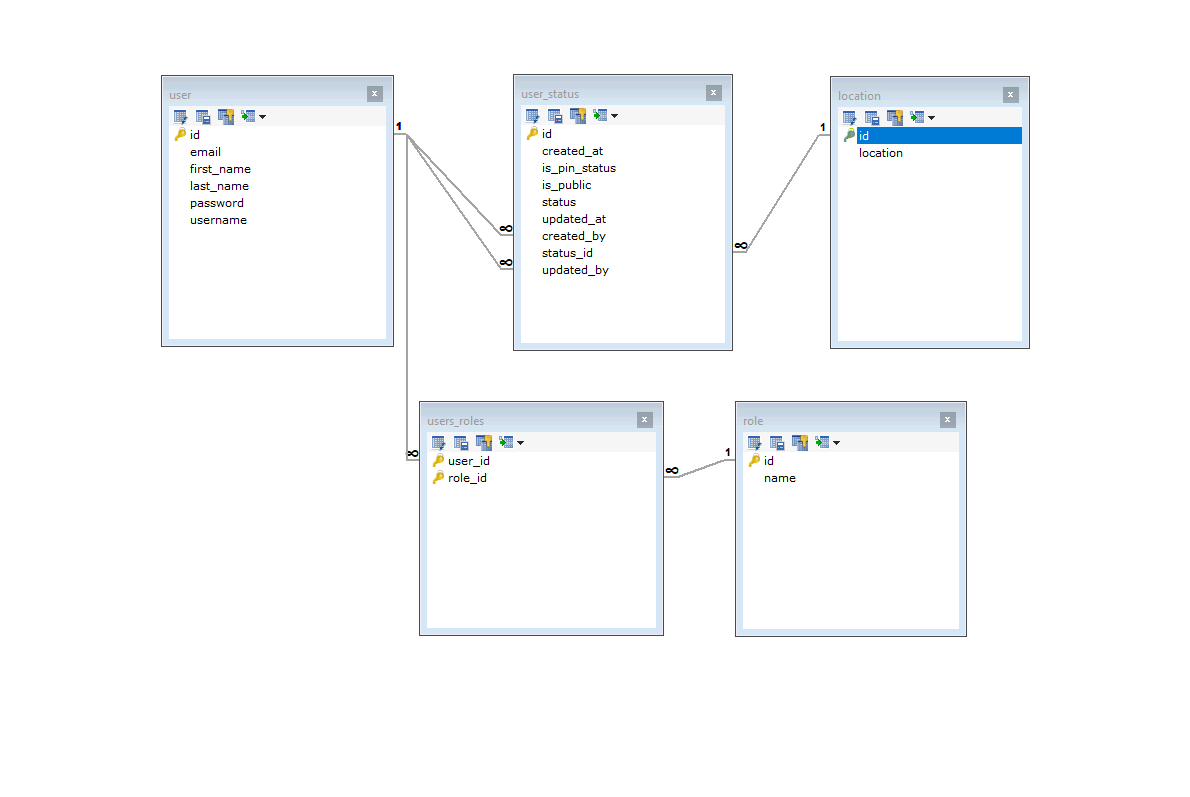 user
id
email
first_name
last_name
password
username
user_status
id
created_at
is_pin_status
is_public
status
updated_at
created_by
status_id
updated_by
location
id
location
users_roles
user_id
role_id
role
id
name
1
∞
∞
1
∞
∞
∞
1